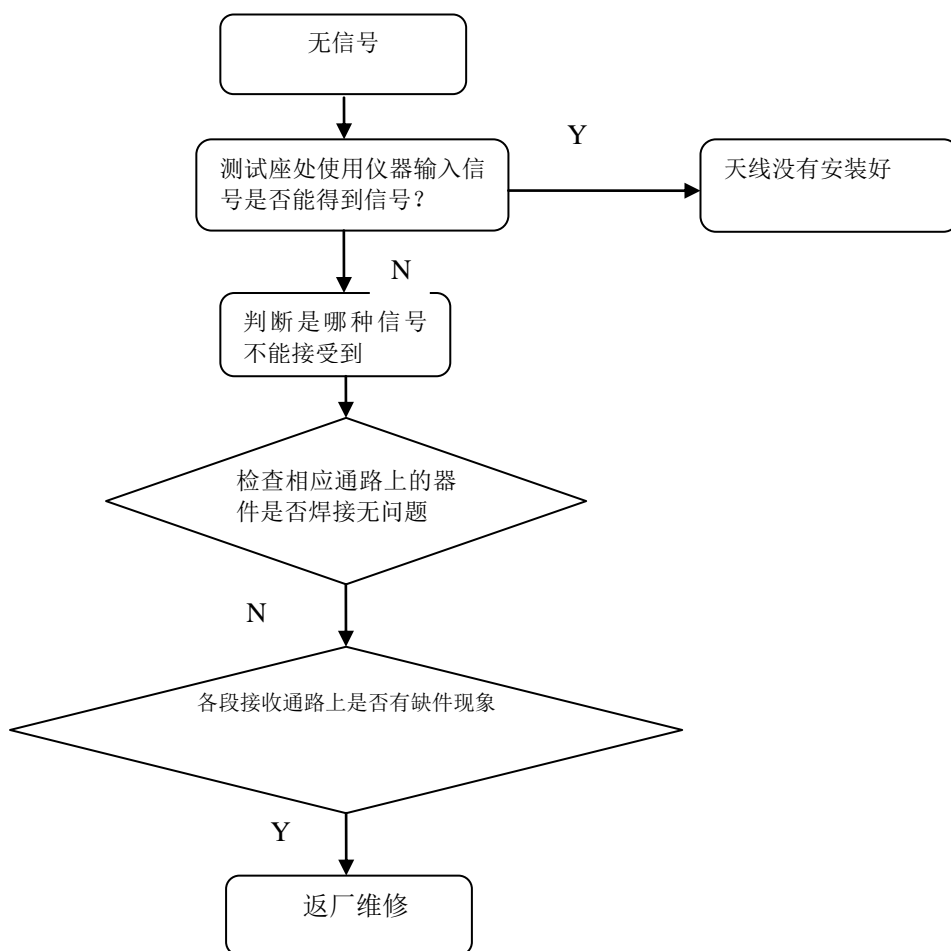 无信号
Y
测试座处使用仪器输入信
号是否能得到信号？
天线没有安装好
N
判断是哪种信号
不能接受到
检查相应通路上的器
件是否焊接无问题
N
各段接收通路上是否有缺件现象
Y
返厂维修